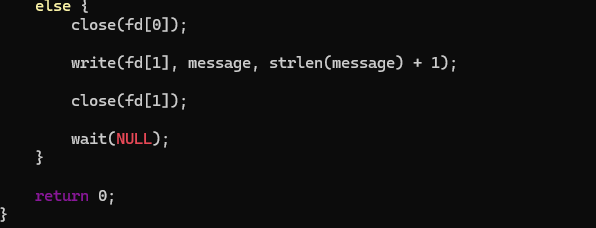 else {
close(fd[0]);
write(fd[1], message, strlen(message) + 1);
close(fd[1]);
wait(NULL);
}
return 0;
}